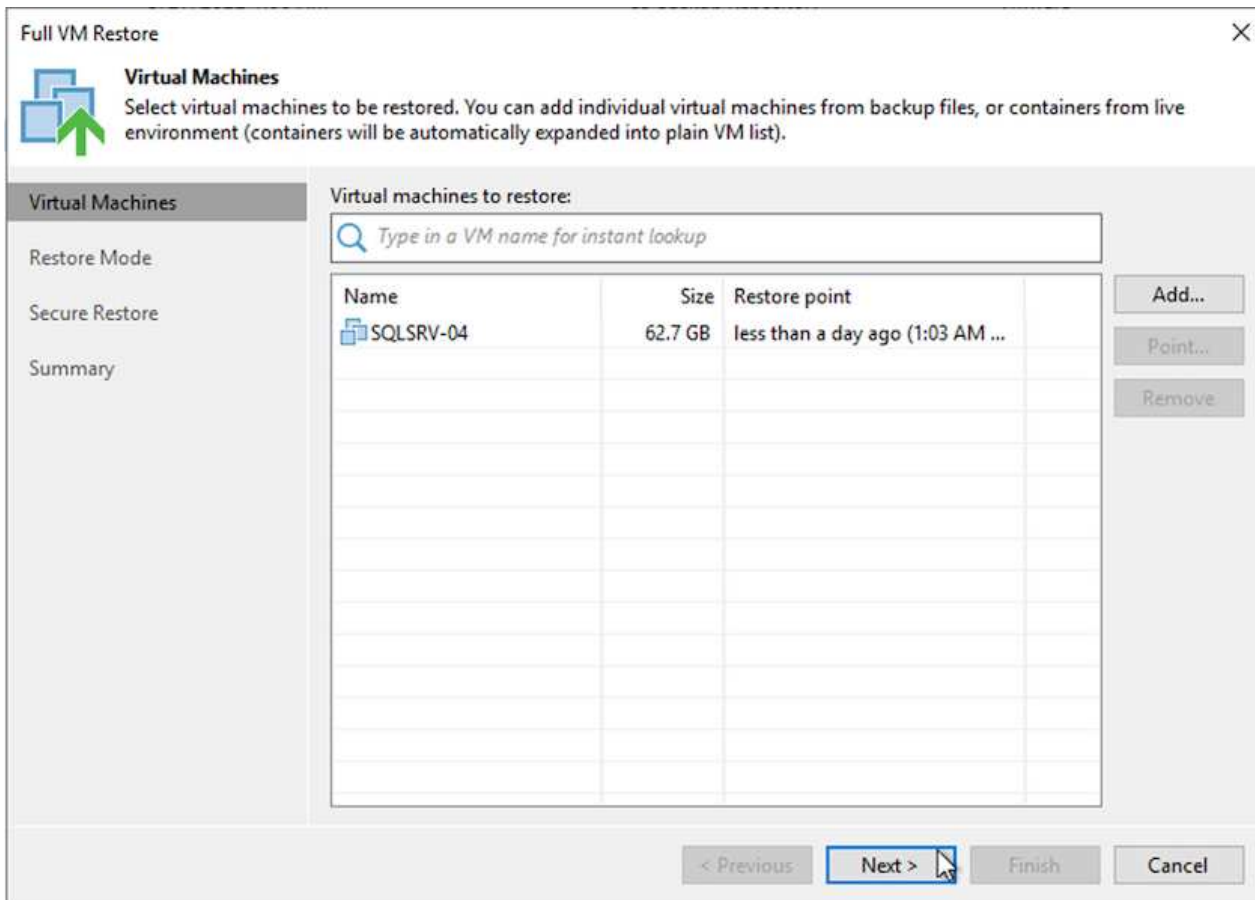 Full VM Restore
Virtual Machines
Select virtual machines to be restored. You can add individual virtual machines from backup files, or containers from live
environment (containers will be automatically expanded into plain VM list).
Virtual Machines
Restore Mode
Secure Restore
Summary
Virtual machines to restore:
Type in a VM name for instant lookup
Name Size Restore point
SQLSRV-04 62.7 GB less than a day ago (1:03 AM ...
Add...
Point...
Remove
< Previous Next > Finish Cancel